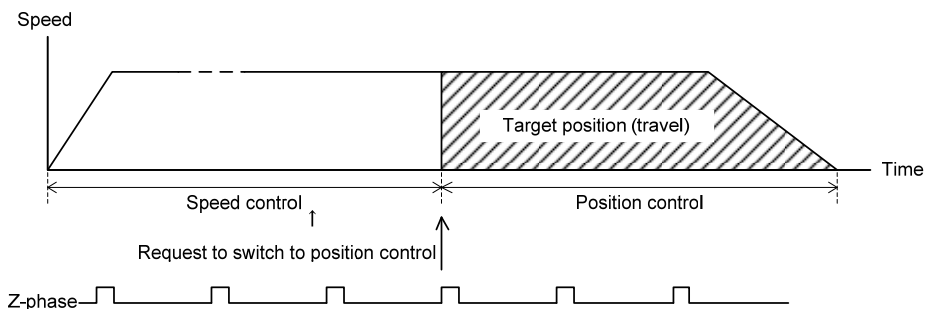 Speed
Target position (travel)
Time
Speed control
Position control
↑
Request to switch to position control
Z-phase